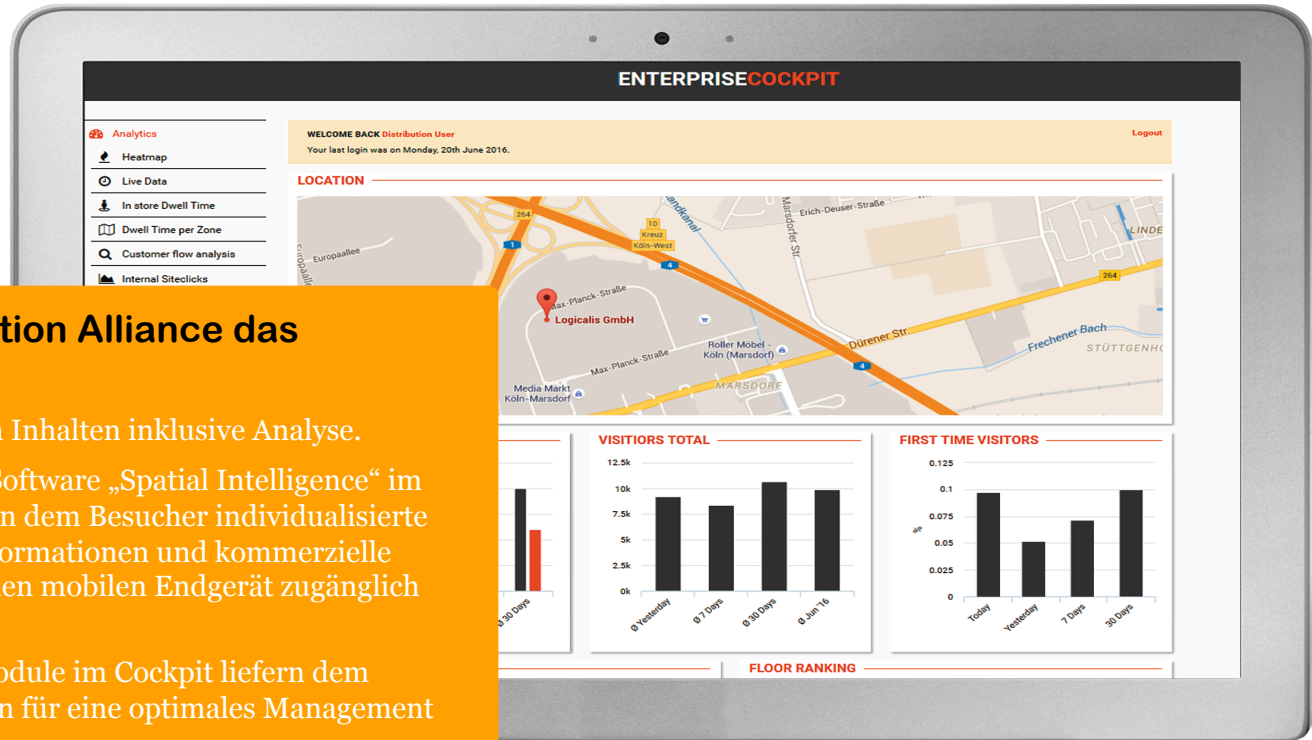 ENTERPRISECOCKPIT
Analytics
Heatmap
Live Data
In store Dwell Time
Dwell Time per Zone
Customer flow analysis
Internal Siteclicks
WELCOME BACK Distribution User
Logout
Your last login was on Monday, 20th June 2016.
LOCATION
264
1
10
Kreuz
Köln-West
4
Marsdorfer Str.
Erich-Deuser-Straße
LINDE
264
Europaallee
Europaallee
Max-Planck-Straße
Logicalis GmbH
Max-Planck-Straße
Roller Möbel -
Köln (Marsdorf)
Dürener Str.
4
Frechener Bach
STÜTTGENHO
MARSDORF
Media Markt
Köln-Marsdorf
tion Alliance das
Inhalten inklusive Analyse.
Software „Spatial Intelligence“ im
n dem Besucher individualisierte
ormationen und kommerzielle
len mobilen Endgerät zugänglich
odule im Cockpit liefern dem
n für eine optimales Management
Ø 30 Days
VISITIORS TOTAL
12.5k
10k
7.5k
5k
2.5k
0k
Ø Yesterday
Ø 7 Days
Ø 30 Days
Ø Jun '16
FIRST TIME VISITORS
0.125
0.1
0.075
%
0.05
0.025
0
Today
Yesterday
7 Days
30 Days
FLOOR RANKING